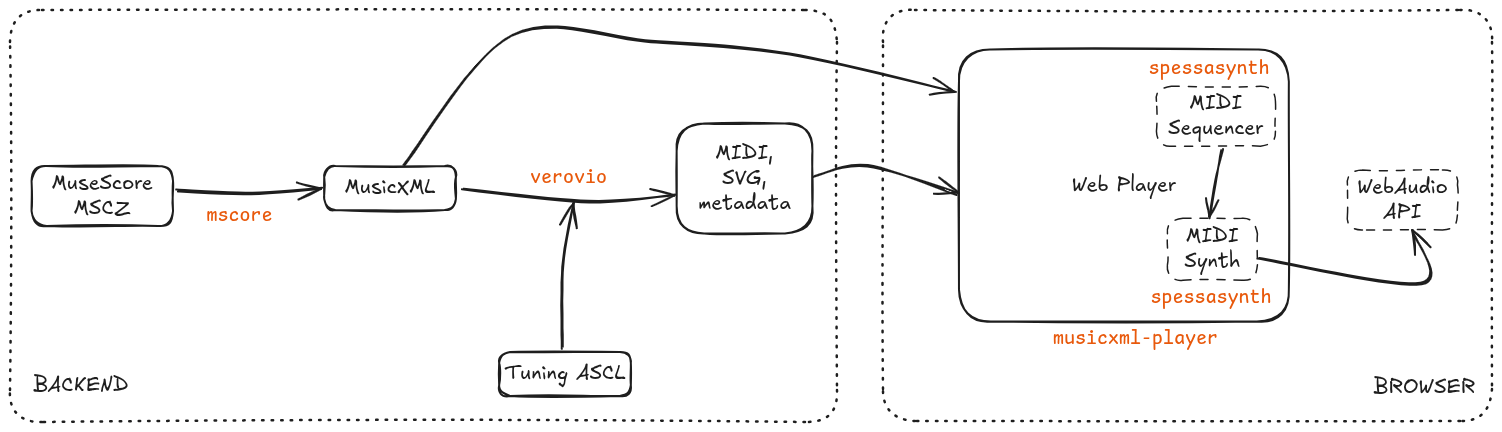 MuseScore
MSCZ
mscore
MusicXML
verovio
MIDI,
SVG,
metadata
Tuning ASCL
BACKEND
spessasynth
MIDI
Sequencer
Web Player
MIDI
Synth
spessasynth
musicxml-player
WebAudio
API
BROWSER